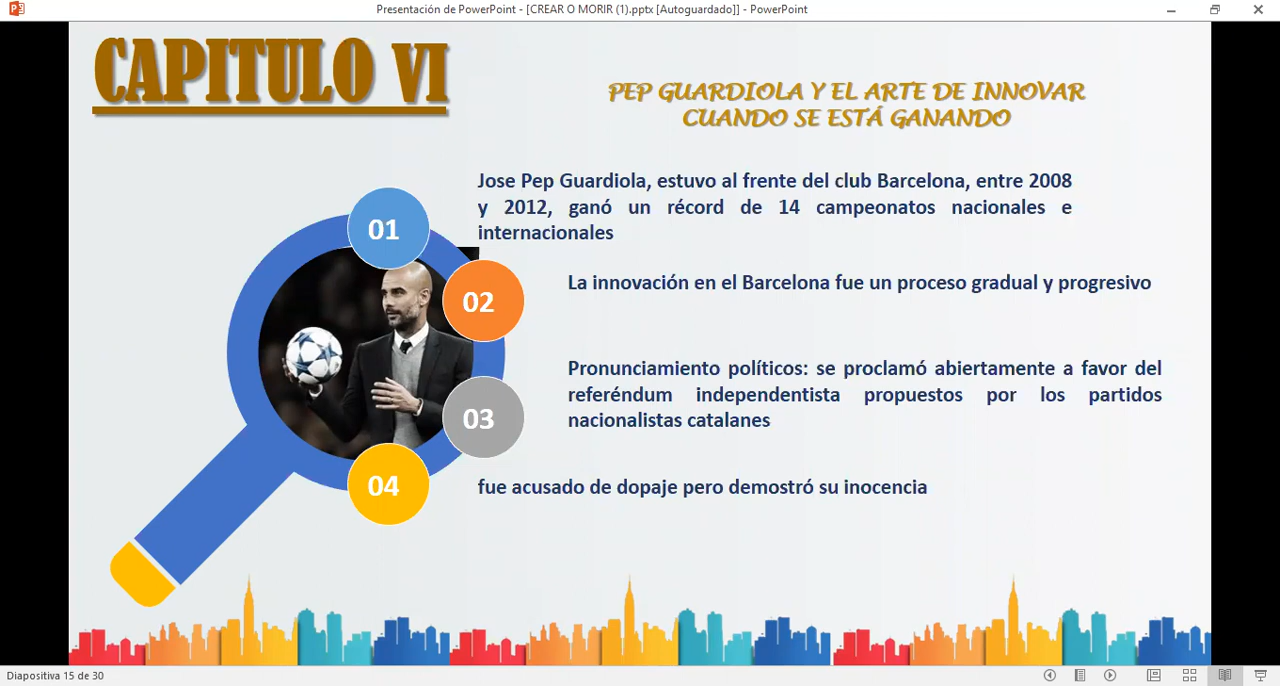 Presentación de PowerPoint - [CREAR O MORIR (1).pptx [Autoguardado]] - PowerPoint
CAPITULO VI
PEP GUARDIOLA Y EL ARTE DE INNOVAR
CUANDO SE ESTÁ GANANDO
Jose Pep Guardiola, estuvo al frente del club Barcelona, entre 2008
y 2012, ganó un récord de 14 campeonatos nacionales e
internacionales
01
La innovación en el Barcelona fue un proceso gradual y progresivo
02
Pronunciamiento políticos: se proclamó abiertamente a favor del
referéndum independentista propuestos por los partidos
nacionalistas catalanes
03
04
fue acusado de dopaje pero demostró su inocencia
Diapositiva 15 de 30